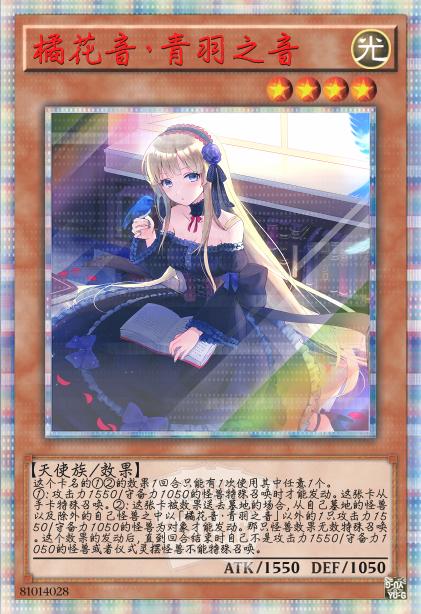 橘花音·青羽之音
光
【天使族/效果】
这个卡名的①②的效果1回合只能有1次使用其中任意1个。
①:攻击力1550/守备力1050的怪兽特殊召唤时才能发动。这张卡从
手卡特殊召唤。②:这张卡被效果送去墓地的场合,从自己墓地的怪兽
以及除外的自己怪兽之中以「橘花音·青羽之音」以外的1只攻击力15
50/守备力1050的怪兽为对象才能发动。那只怪兽效果无效特殊召唤
。这个效果的发动后,直到回合结束时自己不是攻击力1550/守备力1
050的怪兽或者仪式灵摆怪兽不能特殊召唤。
ATK/1550 DEF/1050
81014028